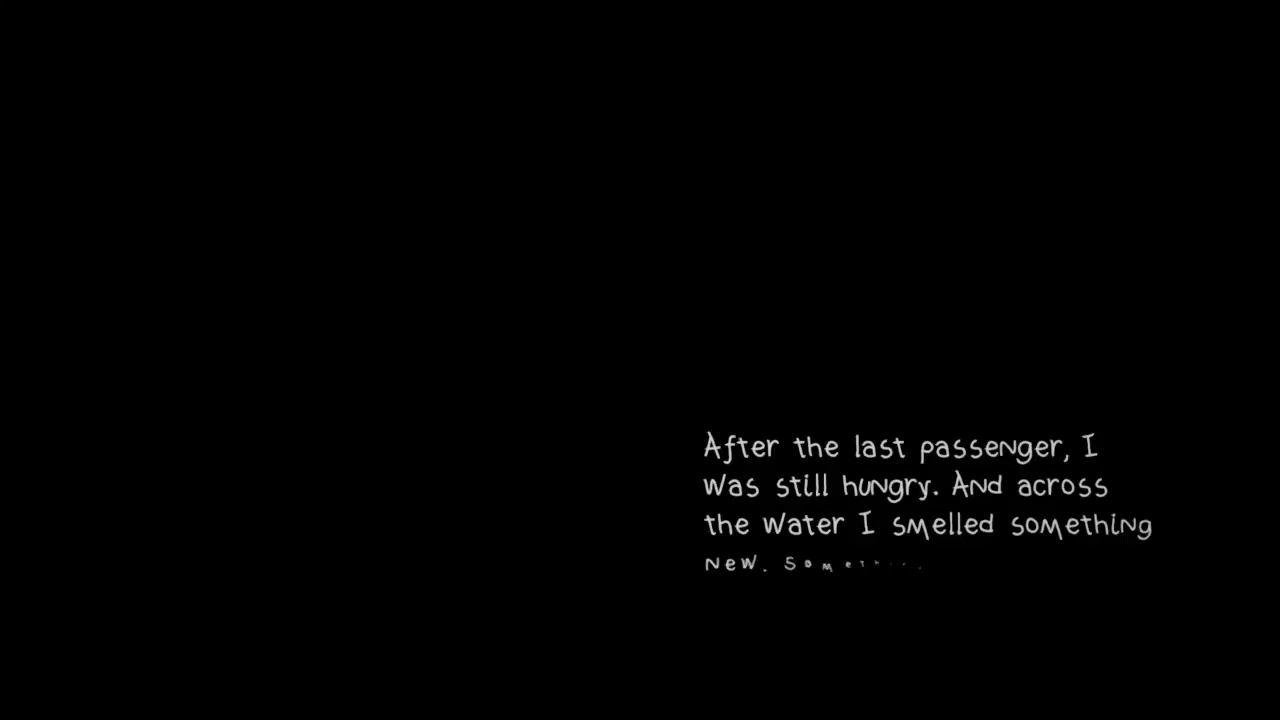 After the last passenger, I
was still hungry. And across
the water I smelled something
new.